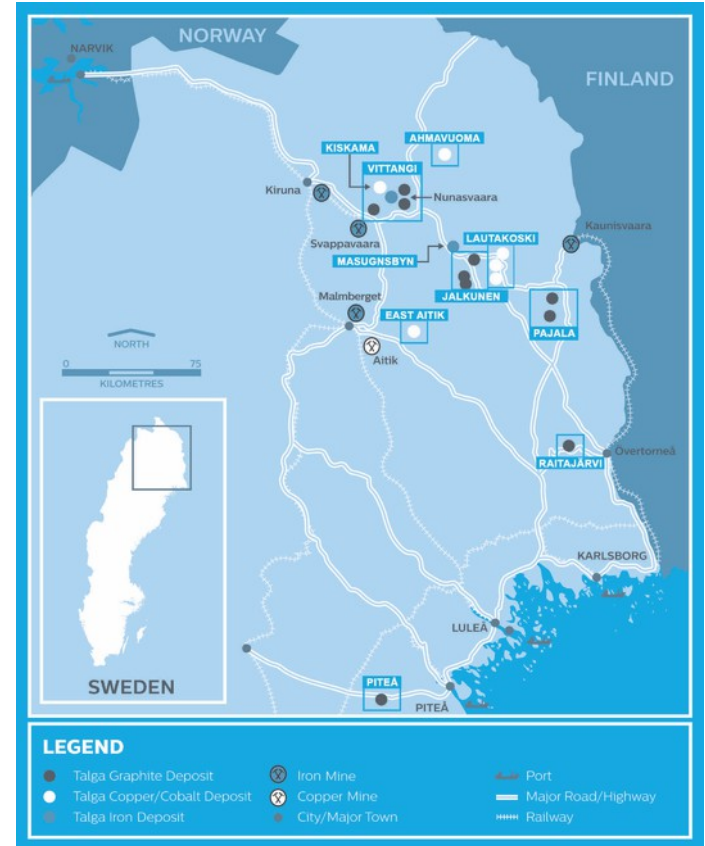 NORWAY
NARVIK
FINLAND
AHMAVUOMA
KISKAMA
VITTANGI
Kiruna
Nunasvaara
Svappavaara
LAUTAKOSKI
Kaunisvaara
MASUGNSBYN
Malmberget
JALKUNEN
EAST AITIK
PAJALA
Aitik
NORTH
0 75
KILOMETRES
RAITAJÄRVI
Övertorneå
KARLSBORG
LULEÅ
SWEDEN
PITEÅ
PITEÅ
LEGEND
Talga Graphite Deposit Iron Mine Port
Talga Copper/Cobalt Deposit Copper Mine Major Road/Highway
Talga Iron Deposit City/Major Town Railway